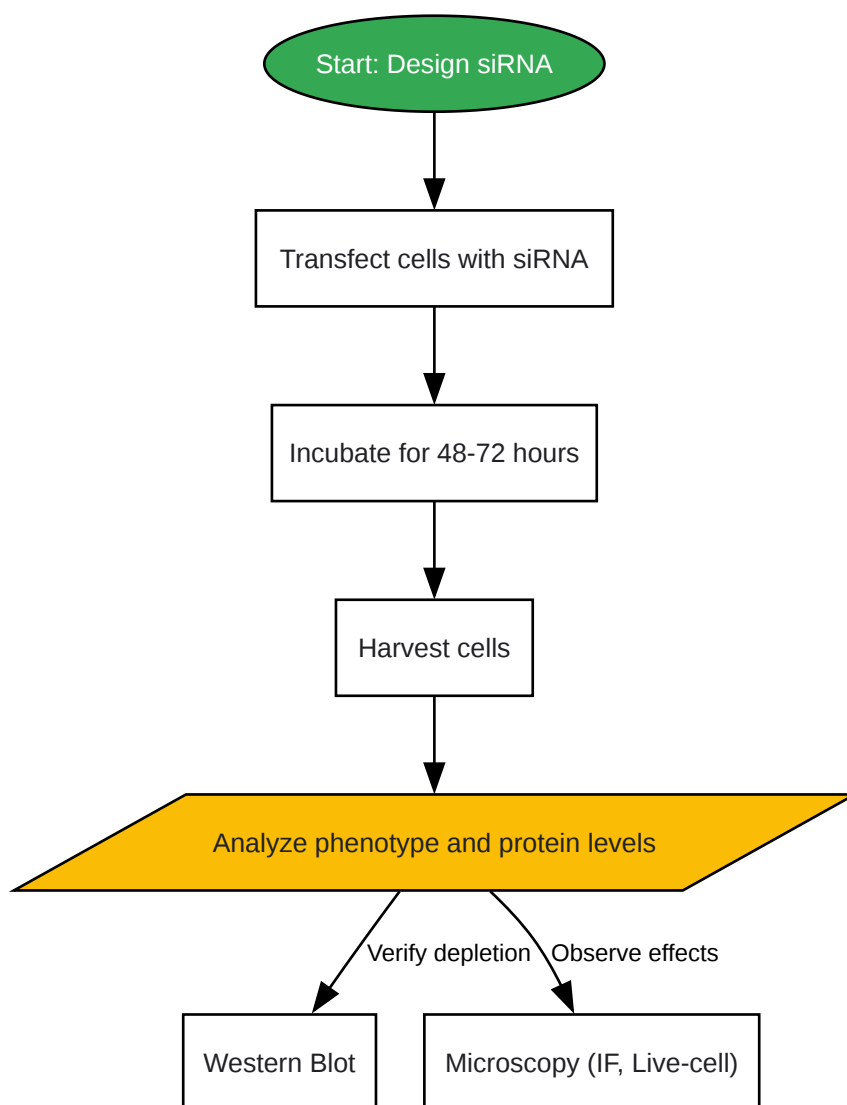 Start: Design siRNA
Transfect cells with siRNA
Incubate for 48-72 hours
Harvest cells
Analyze phenotype and protein levels
Verify depletion
Observe effects
Western Blot
Microscopy (IF, Live-cell)